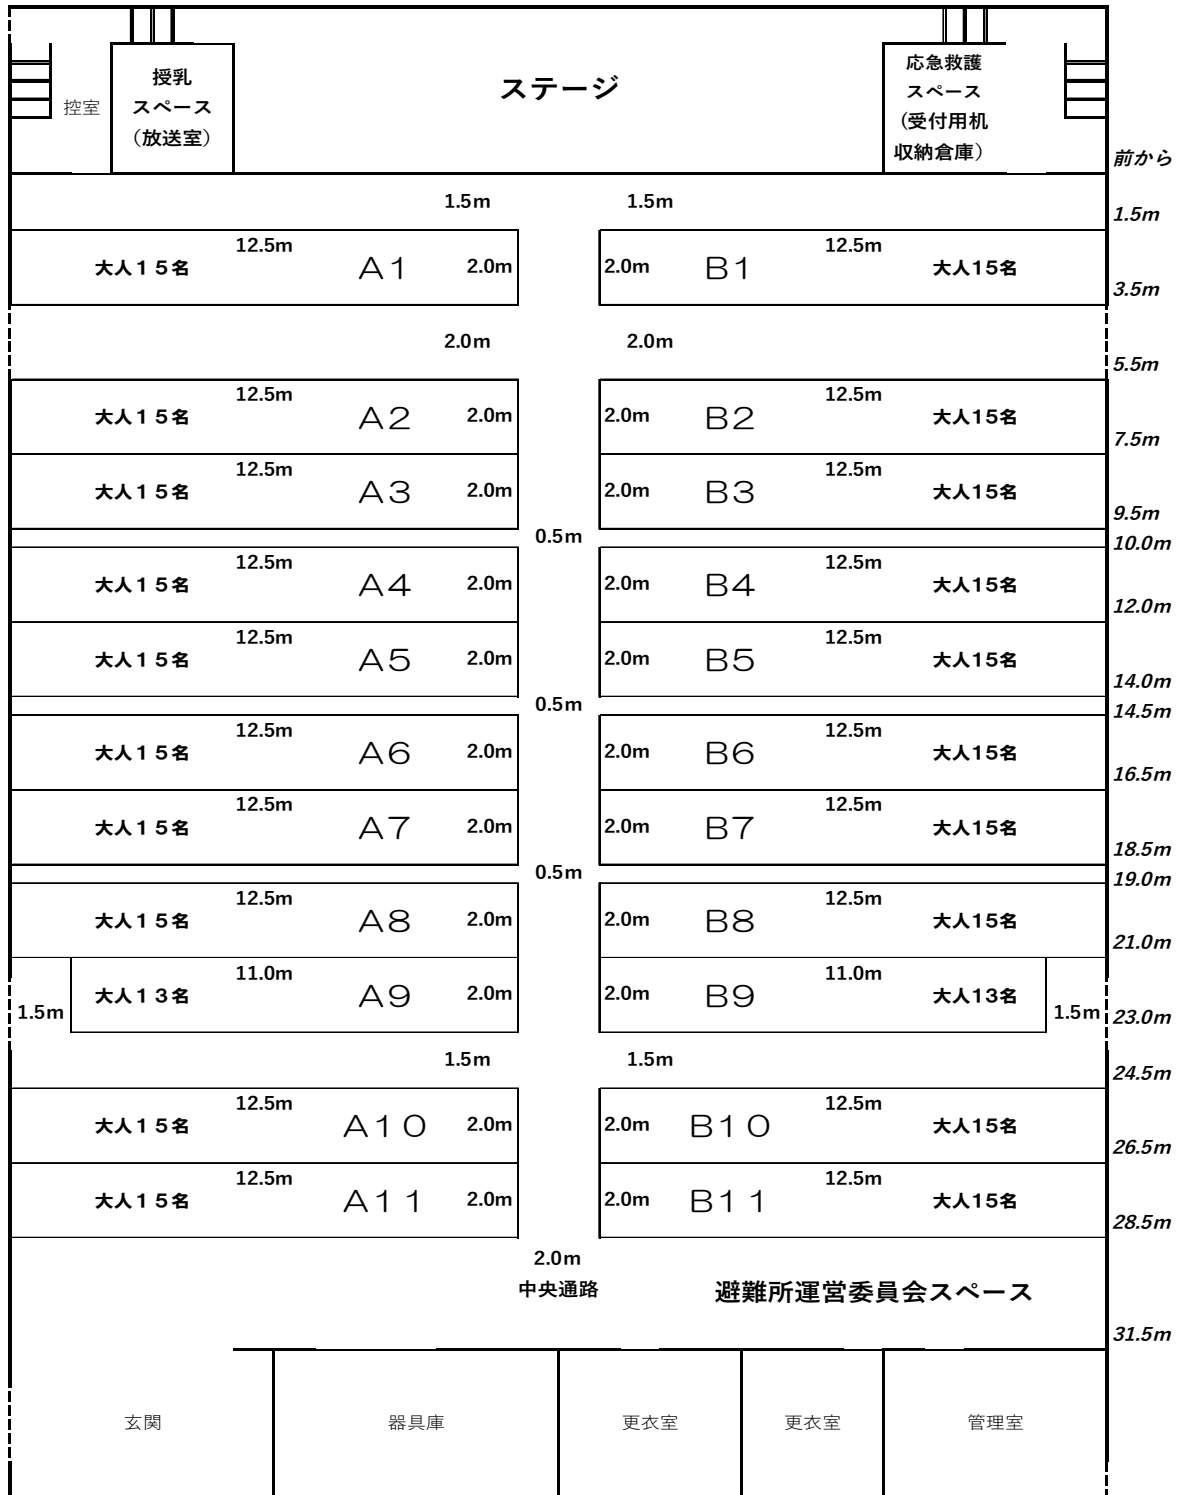 控室
授乳
スペース
（放送室）
ステージ
応急救護
スペース
（受付用机
収納倉庫）
前から
1.5m 1.5m
1.5m
12.5m 12.5m
大人１５名 A1 2.0m 2.0m B1 大人15名
3.5m
2.0m 2.0m
5.5m
12.5m 12.5m
大人１５名 A2 2.0m 2.0m B2 大人15名
7.5m
12.5m 12.5m
大人１５名 A3 2.0m 2.0m B3 大人15名
9.5m
0.5m
10.0m
12.5m 12.5m
大人１５名 A4 2.0m 2.0m B4 大人15名
12.0m
12.5m 12.5m
大人１５名 A5 2.0m 2.0m B5 大人15名
14.0m
0.5m
14.5m
12.5m 12.5m
大人１５名 A6 2.0m 2.0m B6 大人15名
16.5m
12.5m 12.5m
大人１５名 A7 2.0m 2.0m B7 大人15名
18.5m
0.5m
19.0m
12.5m 12.5m
大人１５名 A8 2.0m 2.0m B8 大人15名
21.0m
11.0m 11.0m
大人１３名 A9 2.0m 2.0m B9 大人13名
1.5m 1.5m
23.0m
1.5m 1.5m
24.5m
12.5m 12.5m
大人１５名 A10 2.0m 2.0m B10 大人15名
26.5m
12.5m 12.5m
大人１５名 A11 2.0m 2.0m B11 大人15名
28.5m
2.0m
中央通路
避難所運営委員会スペース
31.5m
玄関 器具庫 更衣室 更衣室 管理室